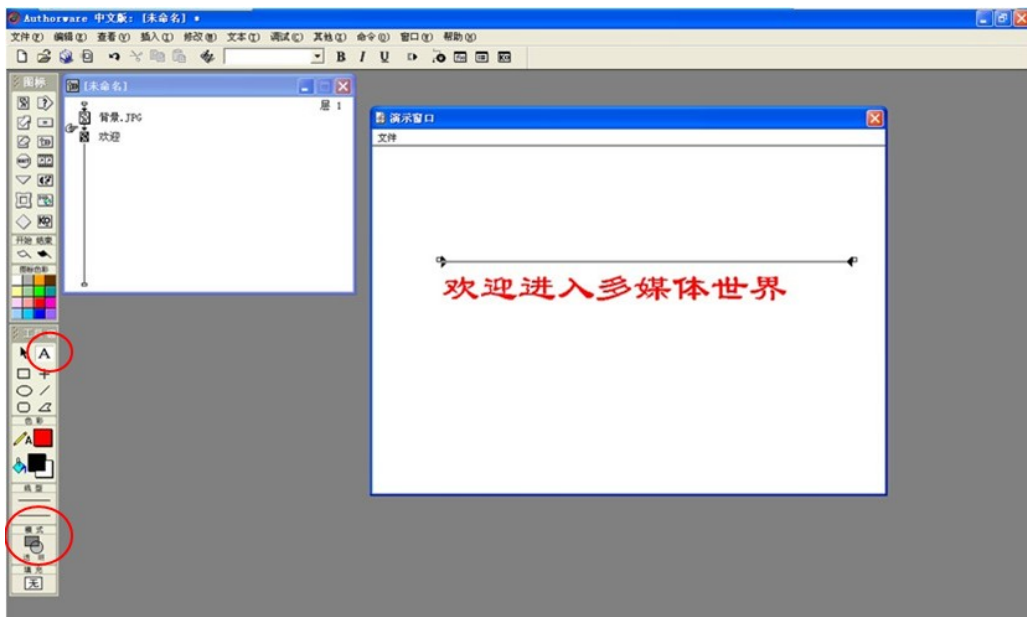 Authorware 中文版: [未命名] *
文件(F) 编辑(E) 查看(V) 插入(I) 修改(M) 文本(T) 调试(C) 其他(X) 命令(O) 窗口(W) 帮助(H)
B I U
图标
[未命名]
层 1
背景.JPG
欢迎
演示窗口
文件
欢迎进入多媒体世界
开始 结束
图标色彩
A
色彩
A
线型
模式
透明
填充
无